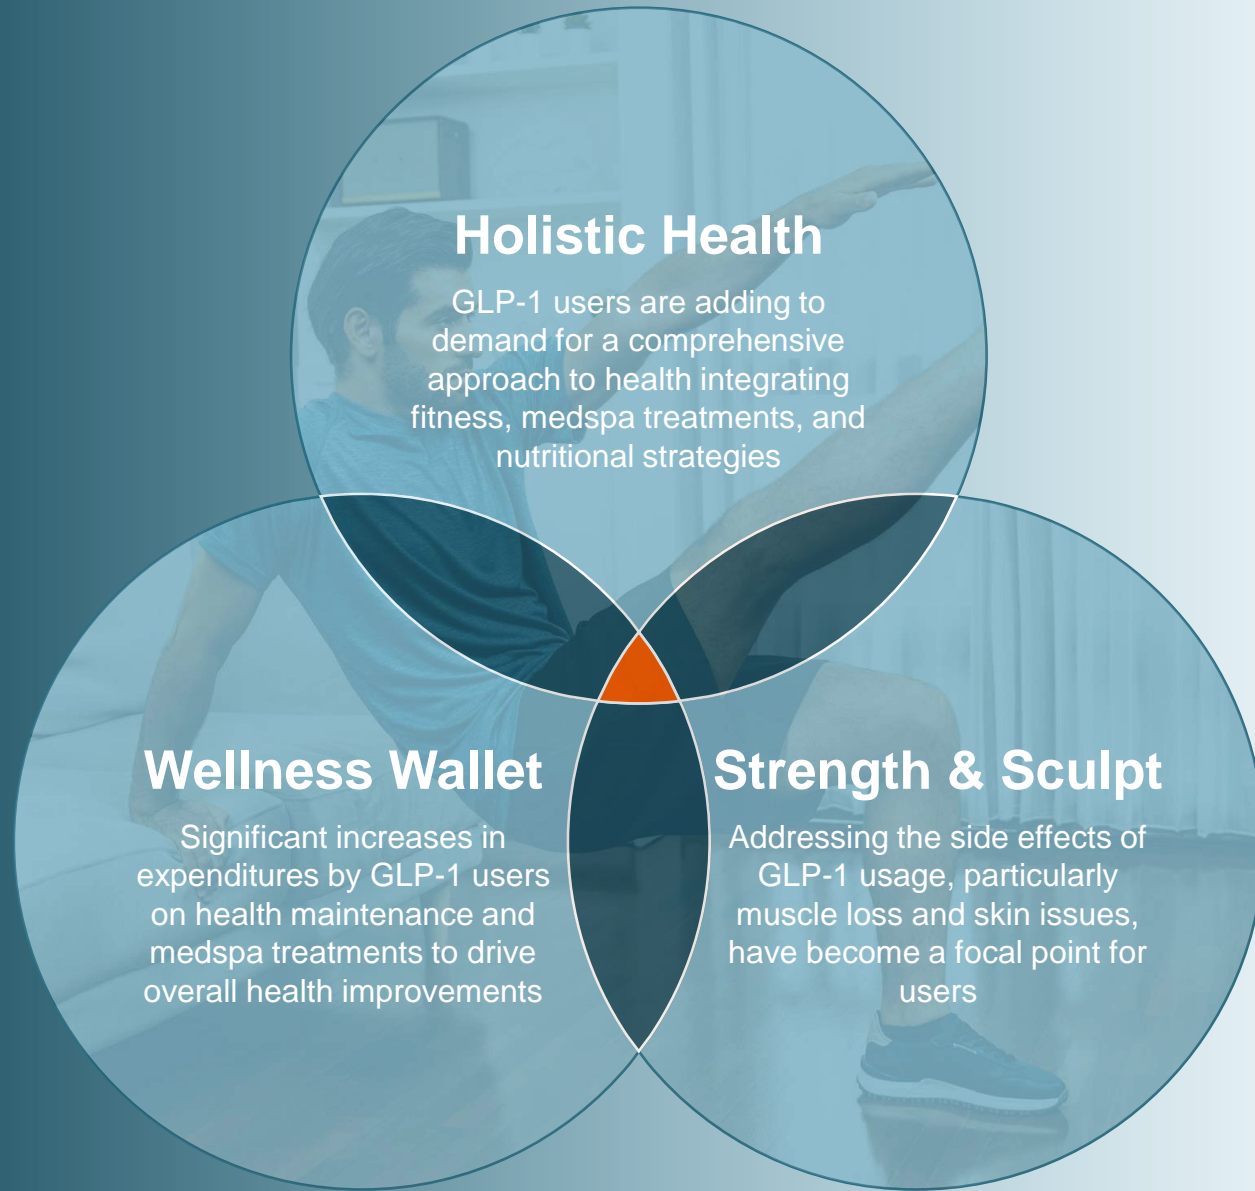 Holistic Health
GLP-1 users are adding to
demand for a comprehensive
approach to health integrating
fitness, medspa treatments, and
nutritional strategies
Wellness Wallet
Significant increases in
expenditures by GLP-1 users
on health maintenance and
medspa treatments to drive
overall health improvements
Strength & Sculpt
Addressing the side effects of
GLP-1 usage, particularly
muscle loss and skin issues,
have become a focal point for
users